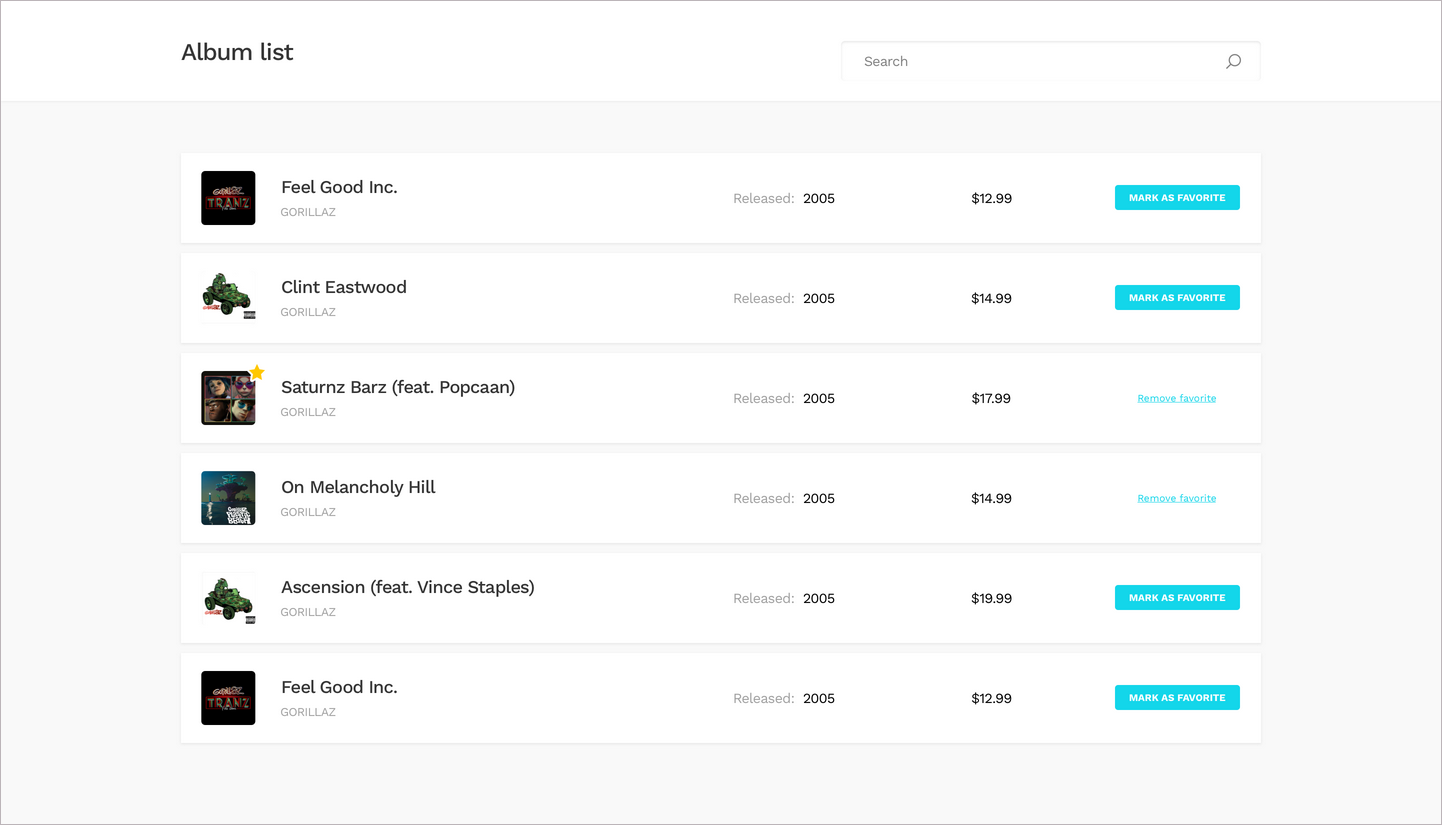 Album list
Search
TRANZ
Feel Good Inc.
GORILLAZ
Released: 2005
$12.99
MARK AS FAVORITE
Clint Eastwood
GORILLAZ
Released: 2005
$14.99
MARK AS FAVORITE
Saturnz Barz (feat. Popcaan)
GORILLAZ
Released: 2005
$17.99
Remove favorite
On Melancholy Hill
GORILLAZ
Released: 2005
$14.99
Remove favorite
Ascension (feat. Vince Staples)
GORILLAZ
Released: 2005
$19.99
MARK AS FAVORITE
TRANZ
Feel Good Inc.
GORILLAZ
Released: 2005
$12.99
MARK AS FAVORITE